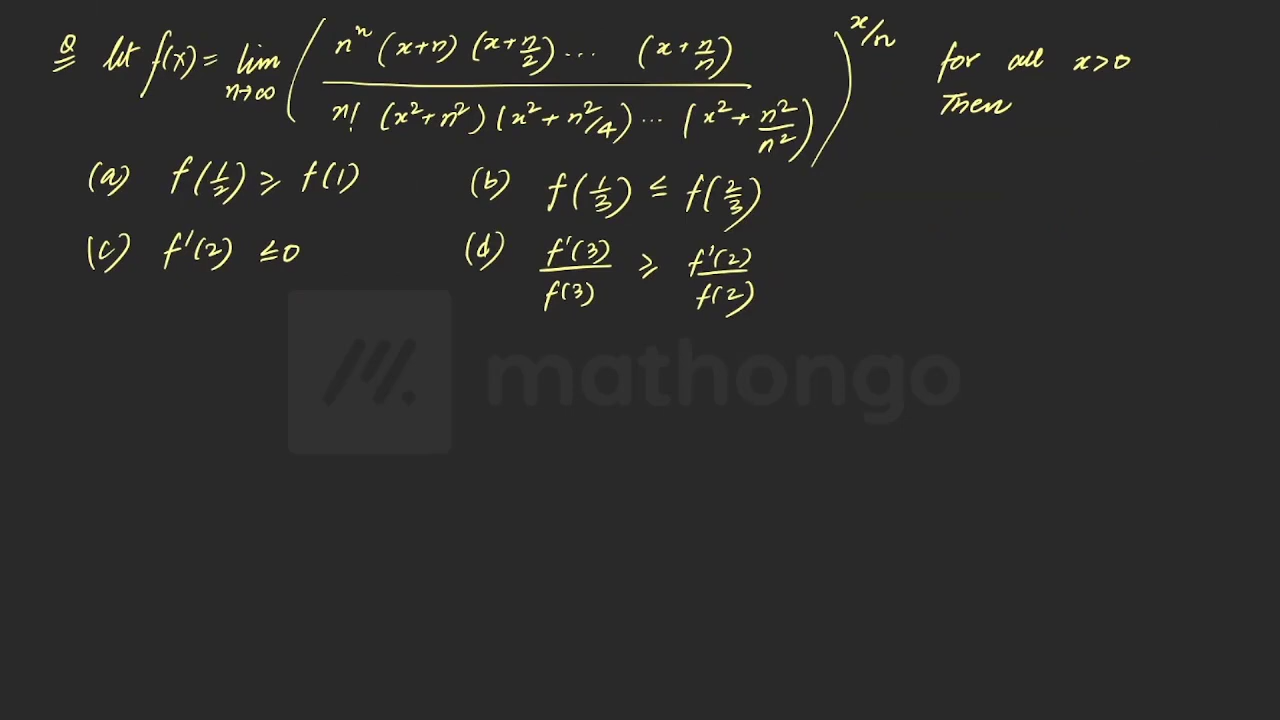 Q let f(x) = lim n→∞ ( n^n (x+n) (x+n/2) ... (x+n/n) / n! (x²+n²) (x²+n²/4) ... (x²+n²/n²) )^x/n for all x>0
Then
(a) f(1/2) ≥ f(1) (b) f(1/3) ≤ f(2/3)
(c) f'(2) ≤0 (d) f'(3)/f(3) ≥ f'(2)/f(2)
mathongo